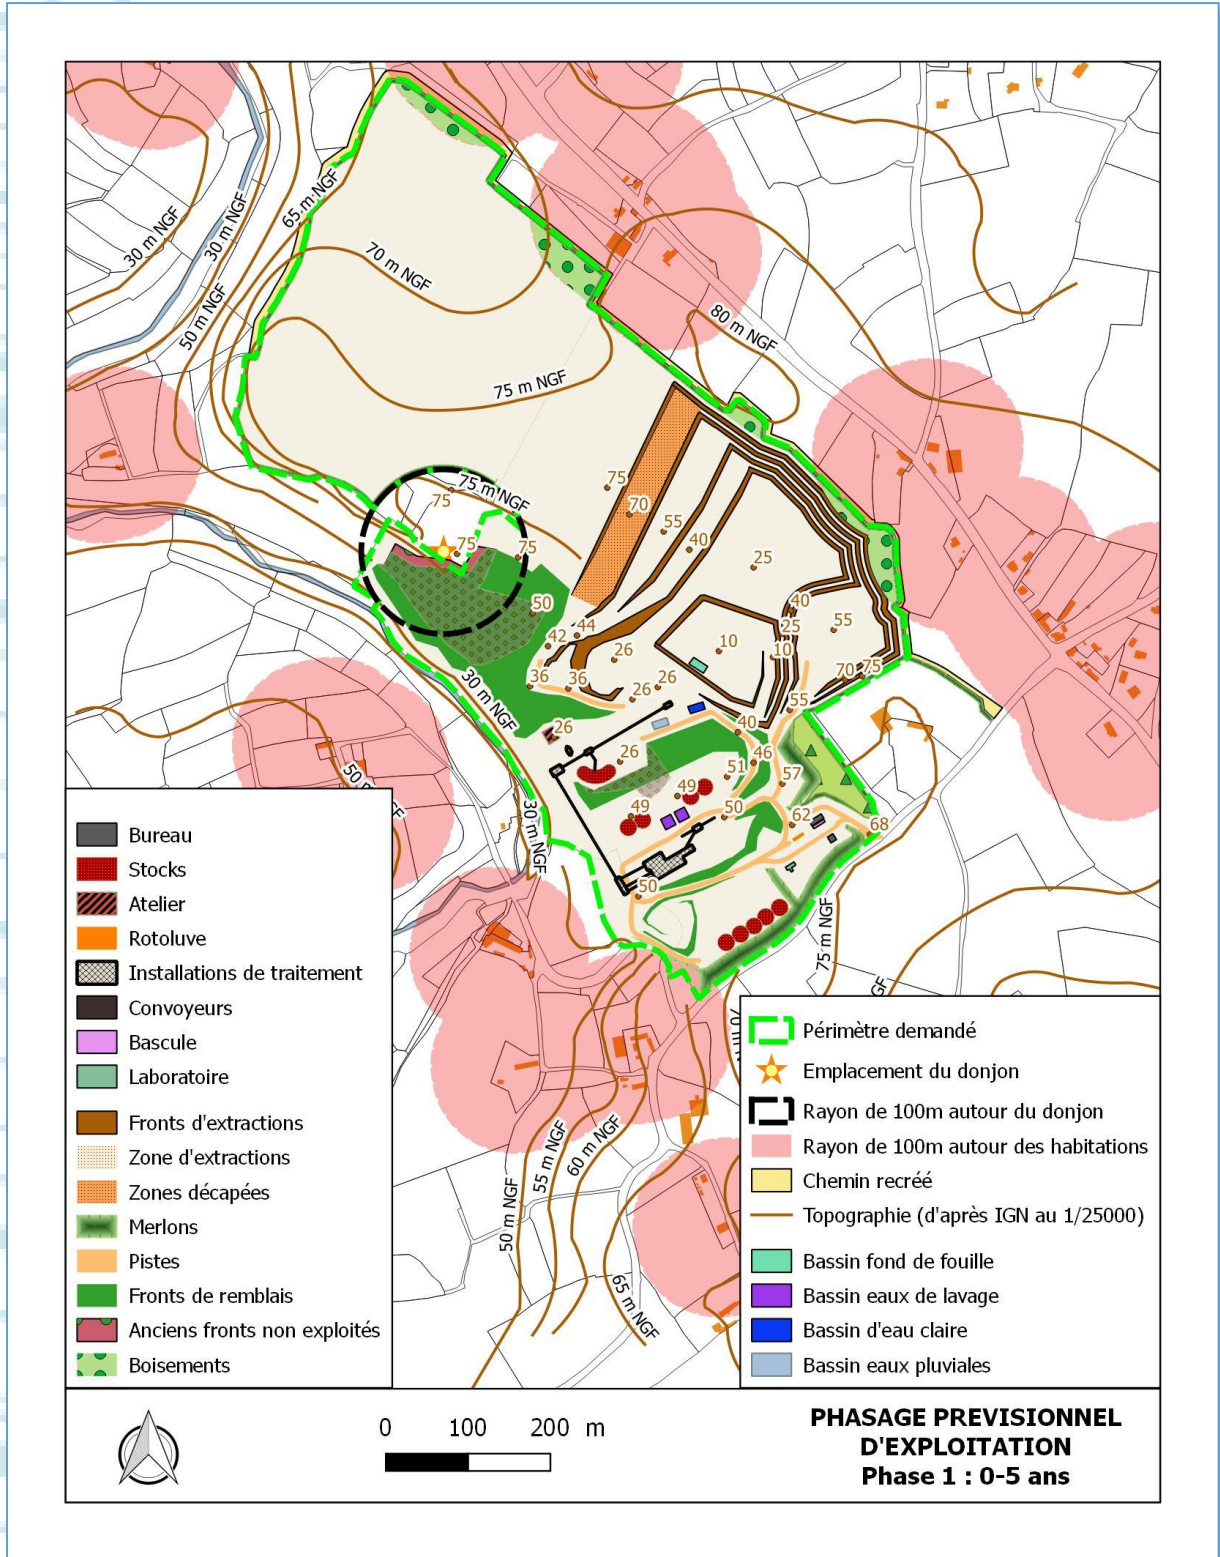 30 m NGF
30 m NGF
65 m NGF
50 m NGF
70 m NGF
80 m NGF
75 m NGF
75 m NGF
75
75
75
75
70
55
40
25
50
44
42
26
10
40
25
10
55
70
75
36
36
26
26
30 m NGF
55
26
26
40
46
51
57
49
49
50
62
68
50 m NGF
30 m NGF
50
75 m NGF
GF
70 m N
50 m NGF
55 m NGF
60 m NGF
65 m NGF
Bureau
Stocks
Atelier
Rotoluve
Installations de traitement
Convoyeurs
Bascule
Laboratoire
Fronts d'extractions
Zone d'extractions
Zones décapées
Merlons
Pistes
Fronts de remblais
Anciens fronts non exploités
Boisements
Périmètre demandé
Emplacement du donjon
Rayon de 100m autour du donjon
Rayon de 100m autour des habitations
Chemin recréé
Topographie (d'après IGN au 1/25000)
Bassin fond de fouille
Bassin eaux de lavage
Bassin d'eau claire
Bassin eaux pluviales
0 100 200 m
PHASAGE PREVISIONNEL
D'EXPLOITATION
Phase 1 : 0-5 ans